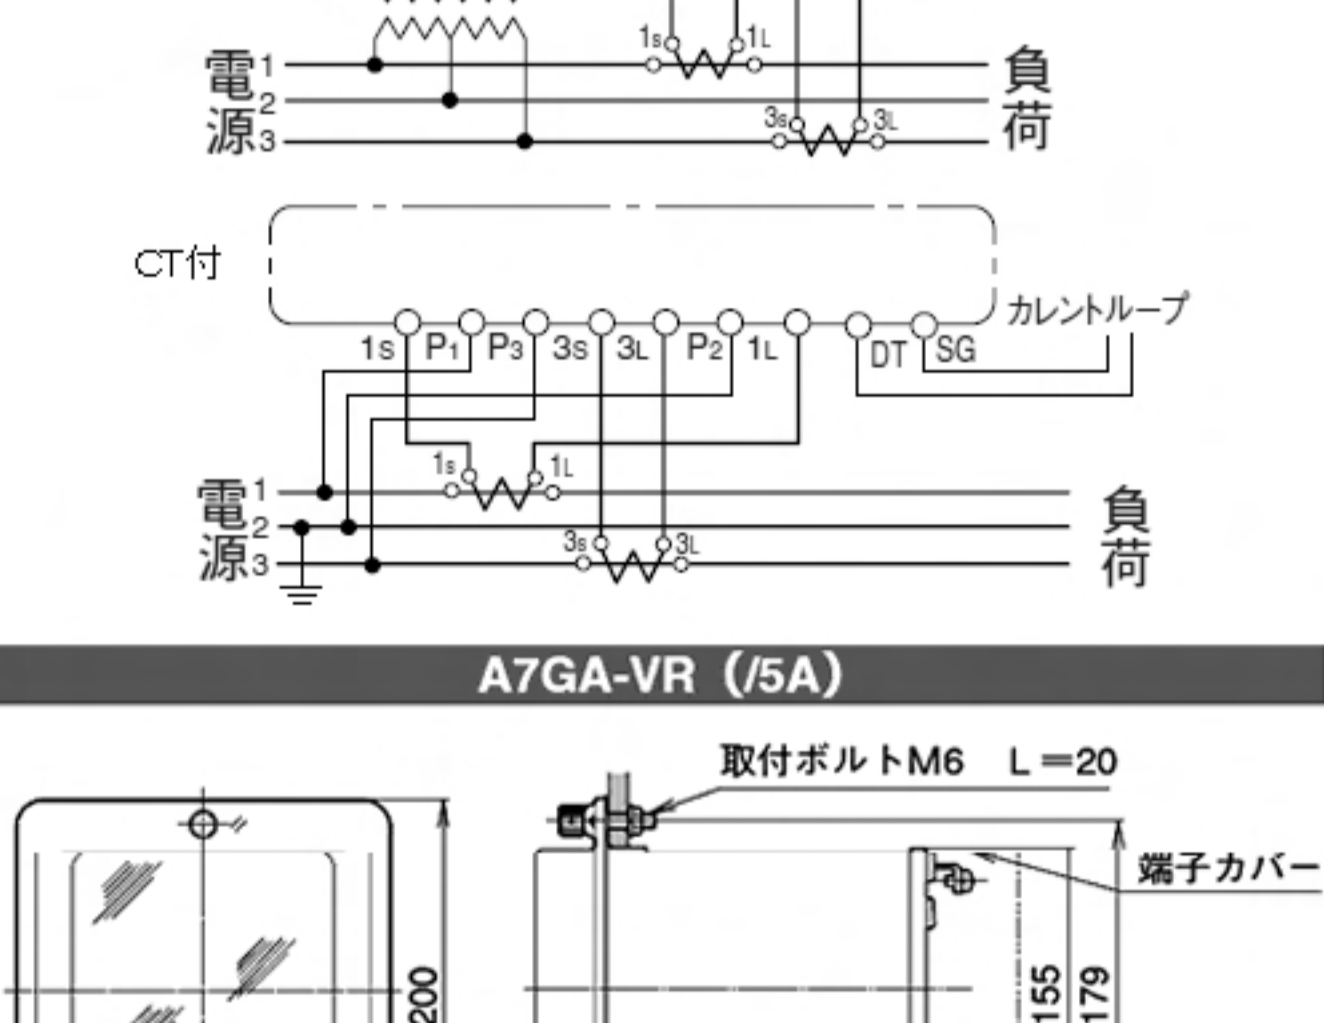 1s 1L
電源 1 2 3
負荷
3s 3L
CT付
カレントループ
1S P1 P3 3S 3L P2 1L DT SG
1s 1L
電源 1 2 3
負荷
3s 3L
A7GA-VR（/5A）
取付ボルトM6 L=20
端子カバー
200
155
179